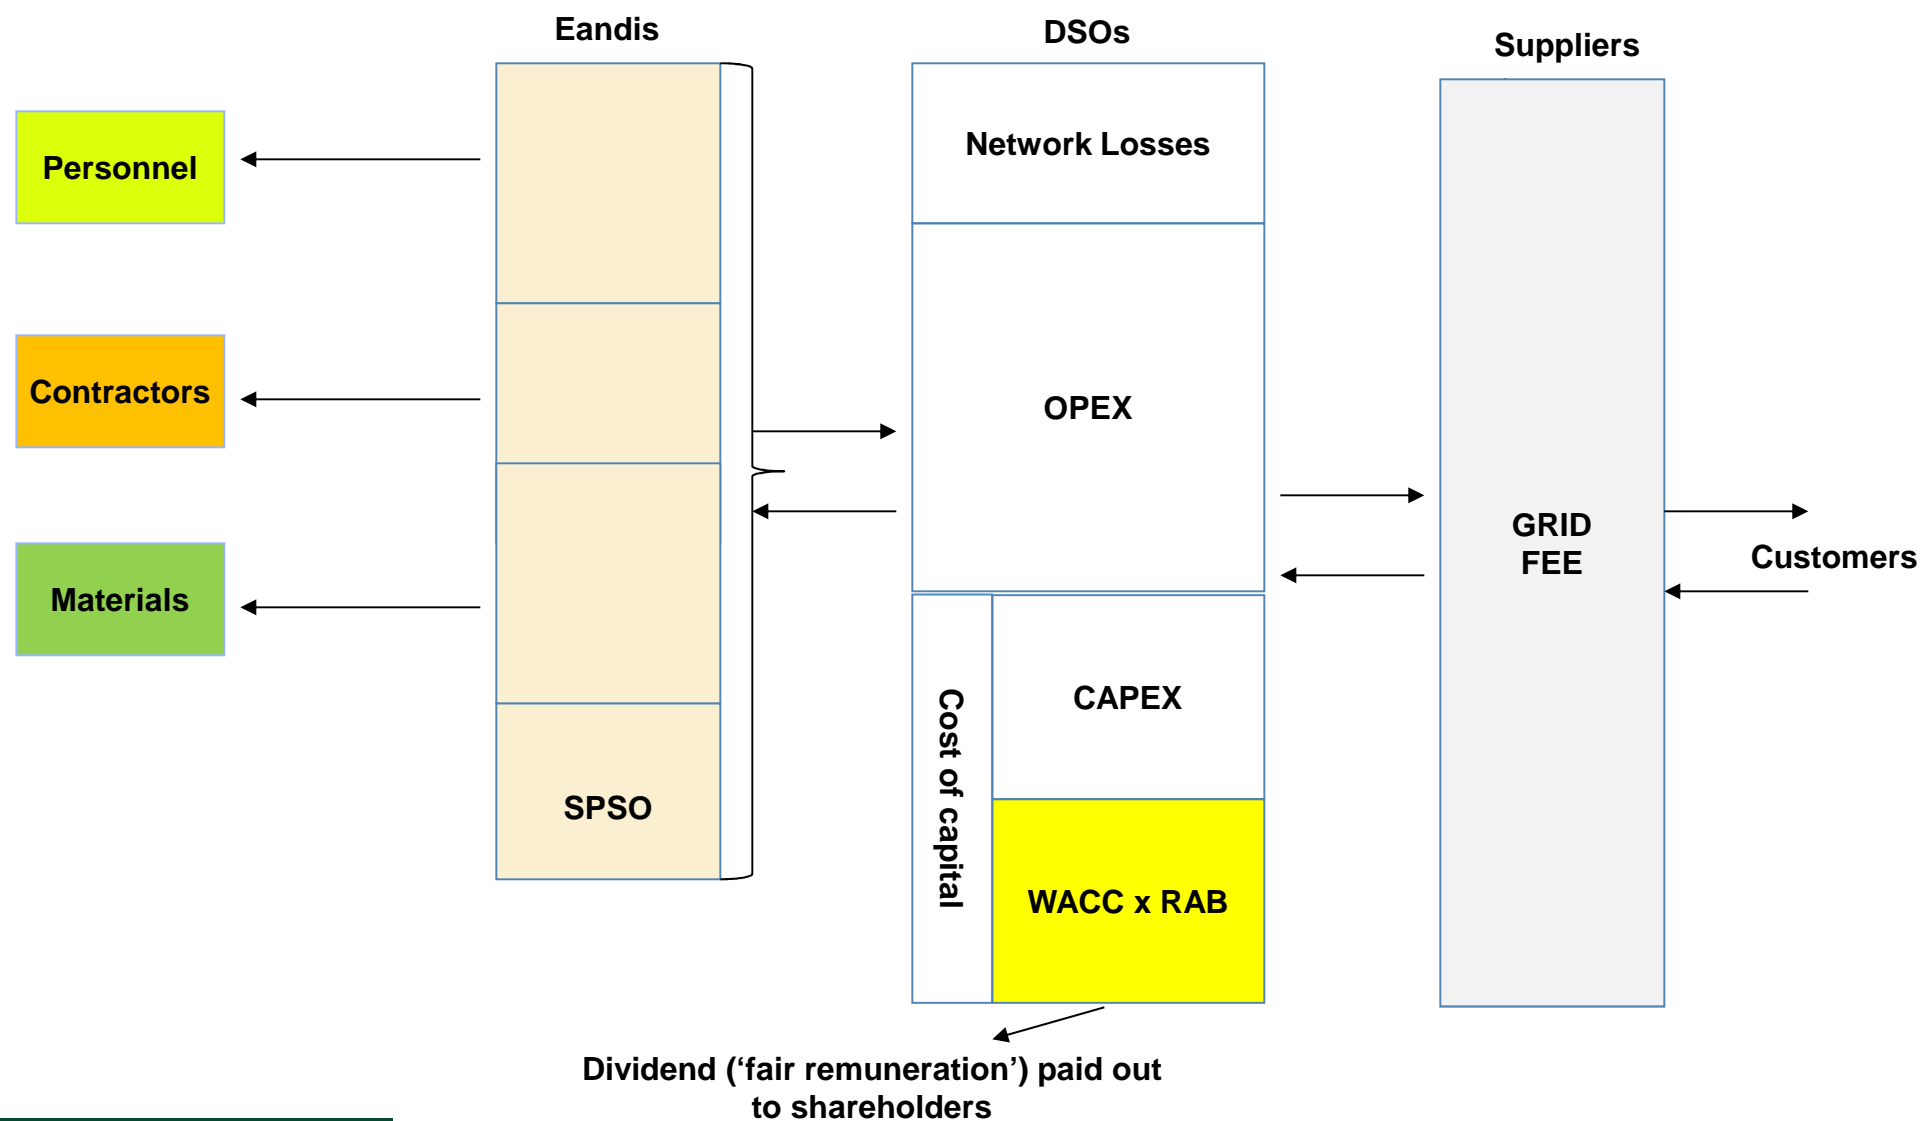 Eandis
DSOs
Suppliers
Personnel
Contractors
Materials
SPSO
Network Losses
OPEX
Cost of capital
CAPEX
WACC x RAB
GRID
FEE
Customers
Dividend (‘fair remuneration’) paid out
to shareholders